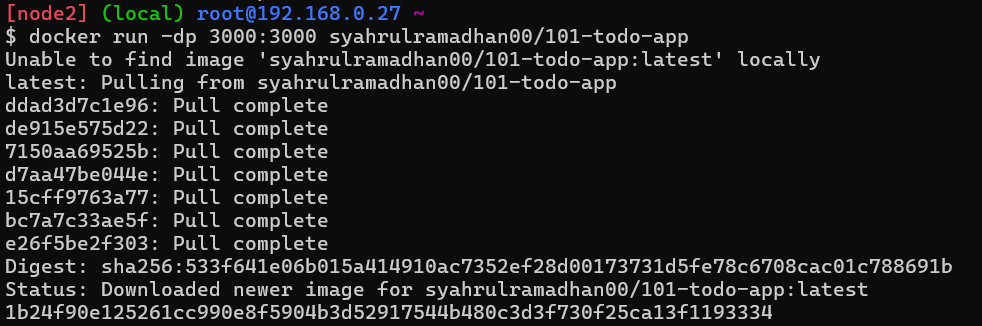 [node2] (local) root@192.168.0.27 ~
$ docker run -dp 3000:3000 syahrulramadhan00/101-todo-app
Unable to find image 'syahrulramadhan00/101-todo-app:latest' locally
latest: Pulling from syahrulramadhan00/101-todo-app
ddad3d7c1e96: Pull complete
de915e575d22: Pull complete
7150aa69525b: Pull complete
d7aa47be044e: Pull complete
15cff9763a77: Pull complete
bc7a7c33ae5f: Pull complete
e26f5be2f303: Pull complete
Digest: sha256:533f641e06b015a414910ac7352ef28d00173731d5fe78c6708cac01c788691b
Status: Downloaded newer image for syahrulramadhan00/101-todo-app:latest
1b24f90e125261cc990e8f5904b3d52917544b480c3d3f730f25ca13f1193334